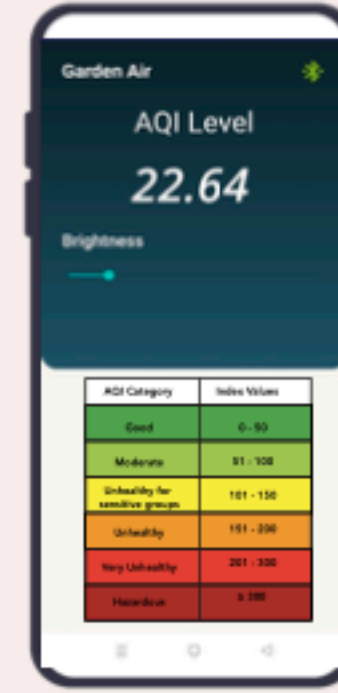 Garden Air
AQI Level
22.64
Brightness
AQI Category Index Values
Good 0 - 50
Moderate 51 - 100
Unhealthy for
sensitive groups 101 - 150
Unhealthy 151 - 200
Very Unhealthy 201 - 300
Hazardous 300